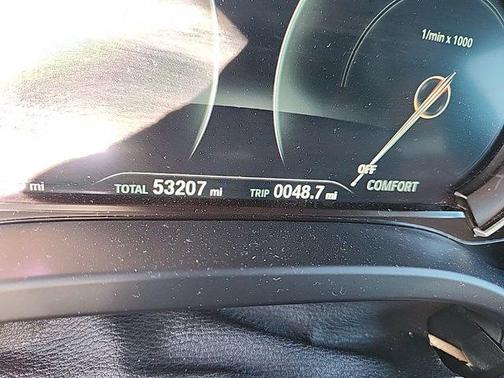 1/min x 1000
OFF
mi TOTAL 53207 mi TRIP 0048.7 mi COMFORT